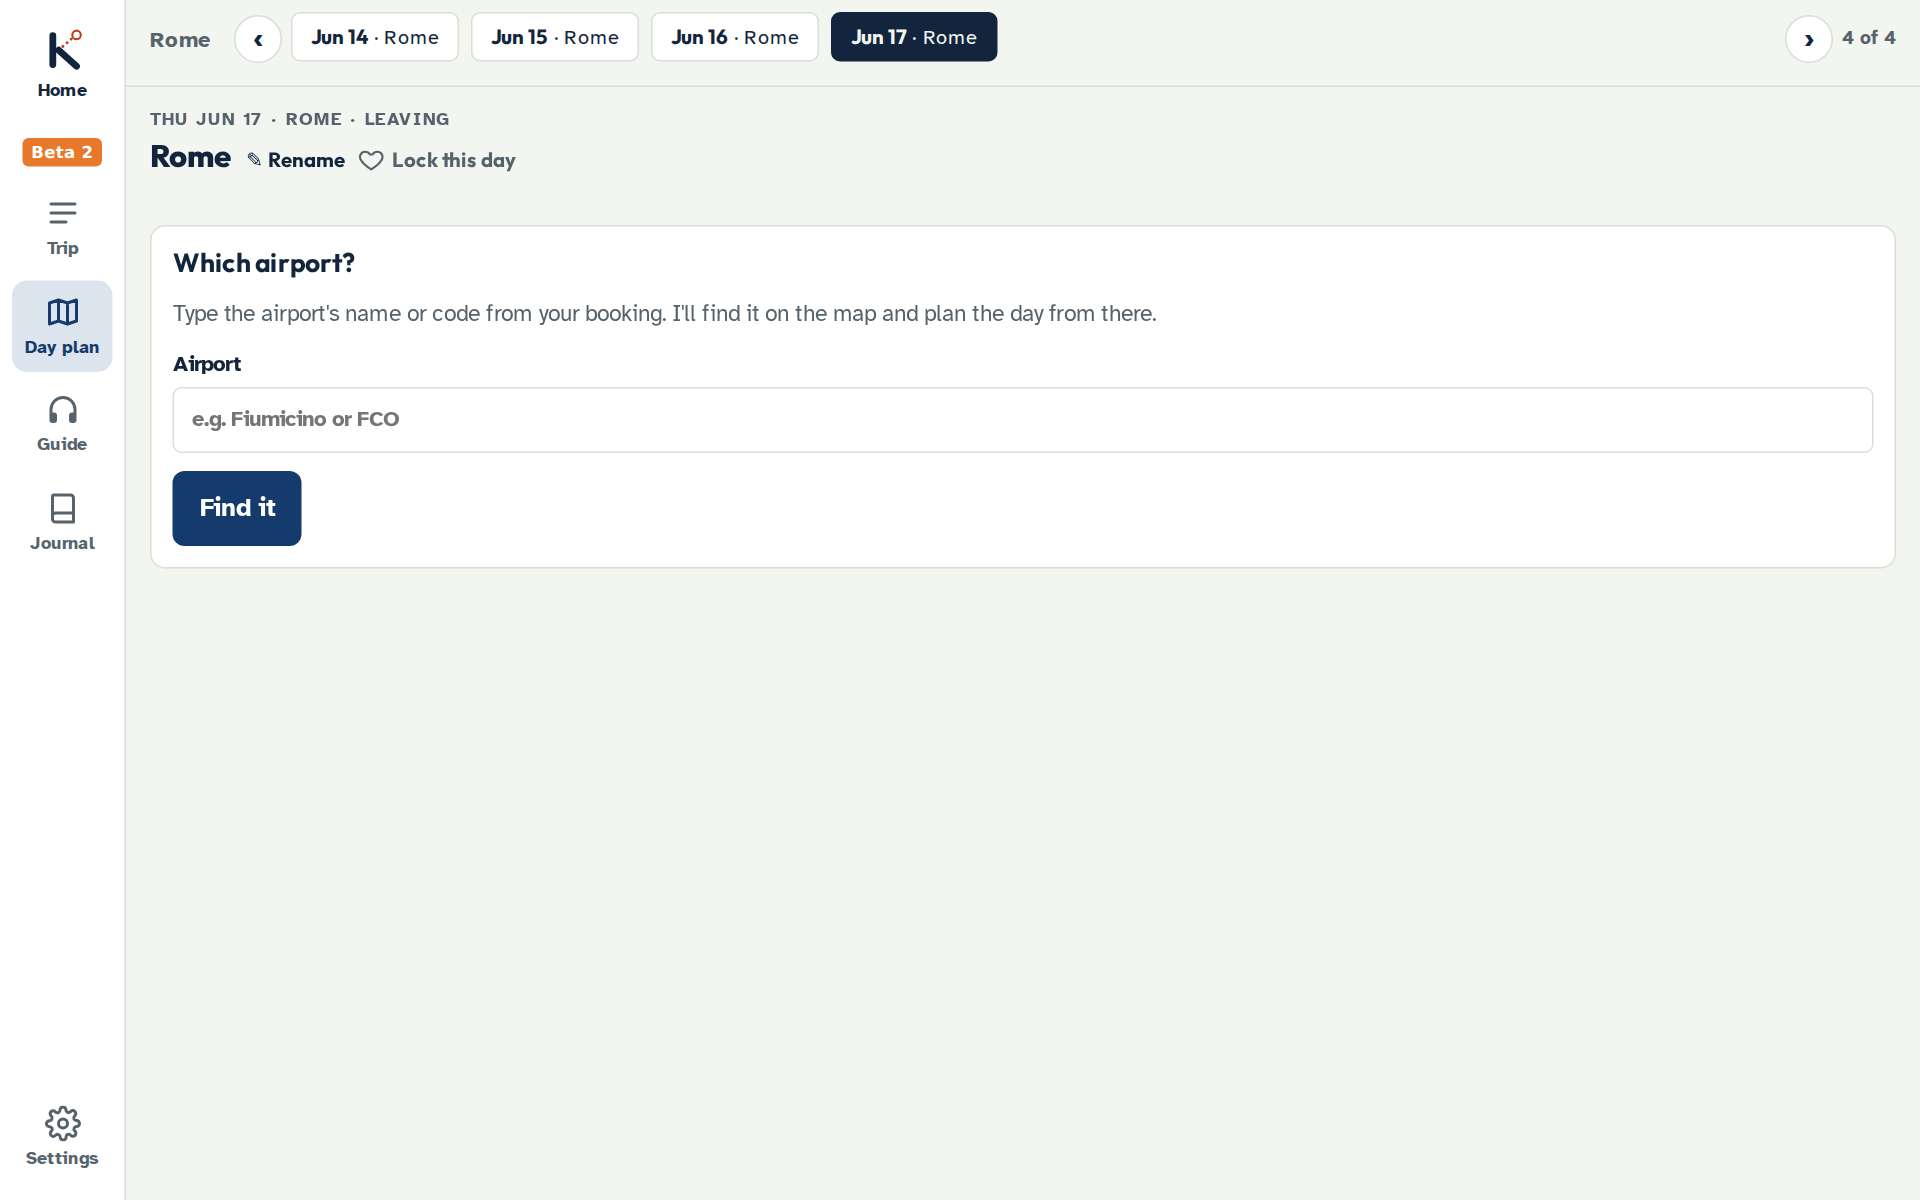 Home
Beta 2
Trip
Day plan
Guide
Journal
Settings
Rome ‹ Jun 14 · Rome Jun 15 · Rome Jun 16 · Rome Jun 17 · Rome › 4 of 4
THU JUN 17 · ROME · LEAVING
Rome ✎ Rename Lock this day
Which airport?
Type the airport's name or code from your booking. I'll find it on the map and plan the day from there.
Airport
e.g. Fiumicino or FCO
Find it